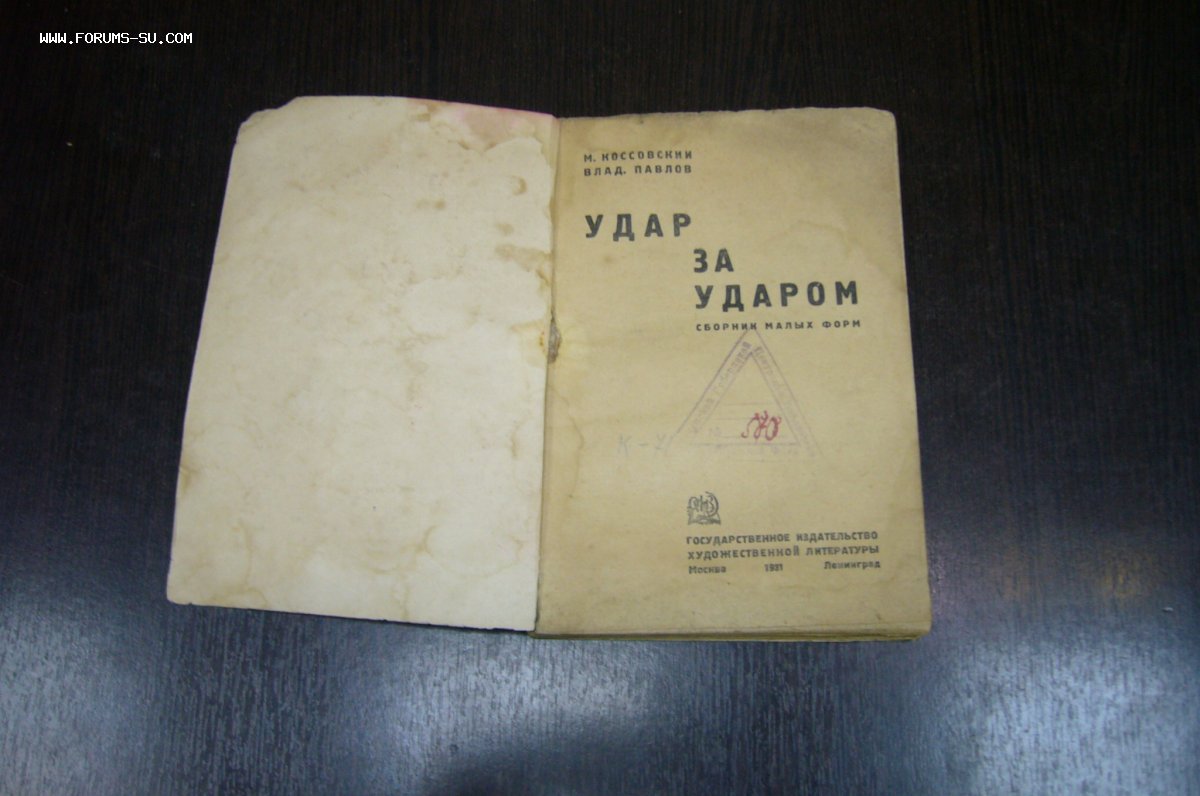 WWW.FORUMS-SU.COM
М. КОССОВСКИЙ
ВЛАД. ПАВЛОВ
УДАР
ЗА
УДАРОМ
СБОРНИК МАЛЫХ ФОРМ
К - Х
ГОСУДАРСТВЕННОЕ ИЗДАТЕЛЬСТВО
ХУДОЖЕСТВЕННОЙ ЛИТЕРАТУРЫ
Москва 1931 Ленинград